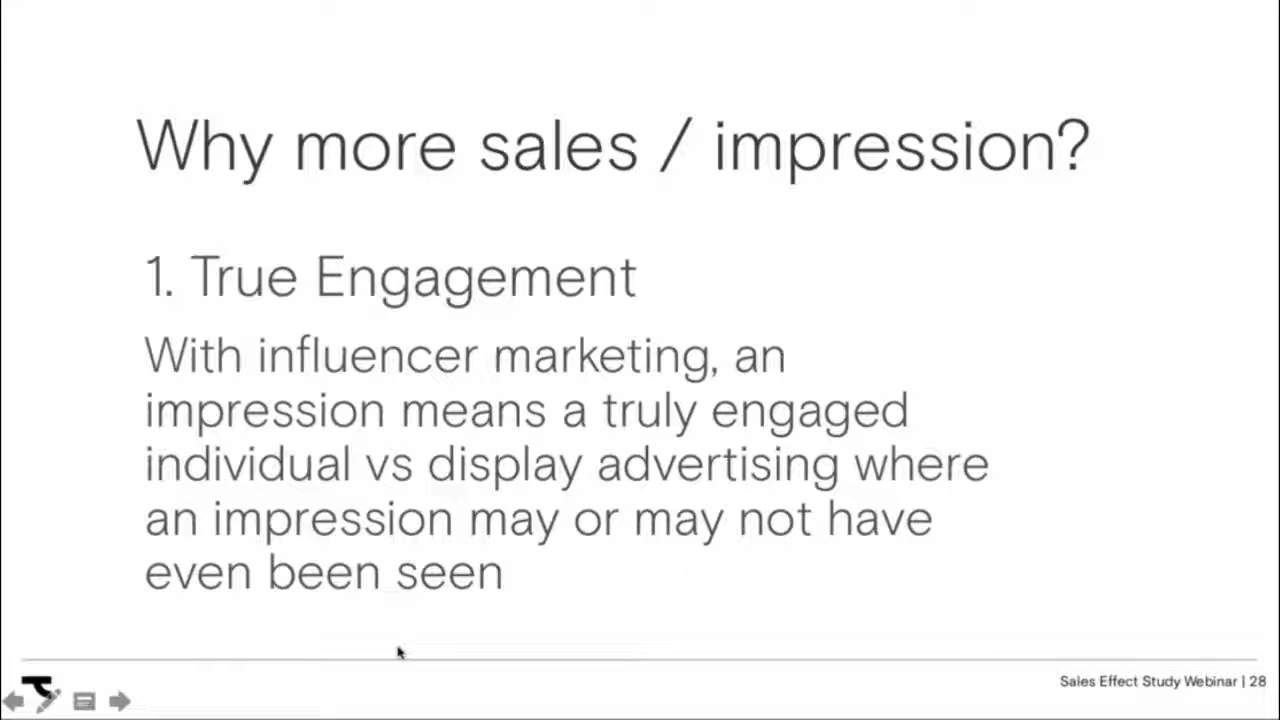 Why more sales / impression?
1. True Engagement
With influencer marketing, an
impression means a truly engaged
individual vs display advertising where
an impression may or may not have
even been seen
Sales Effect Study Webinar | 28